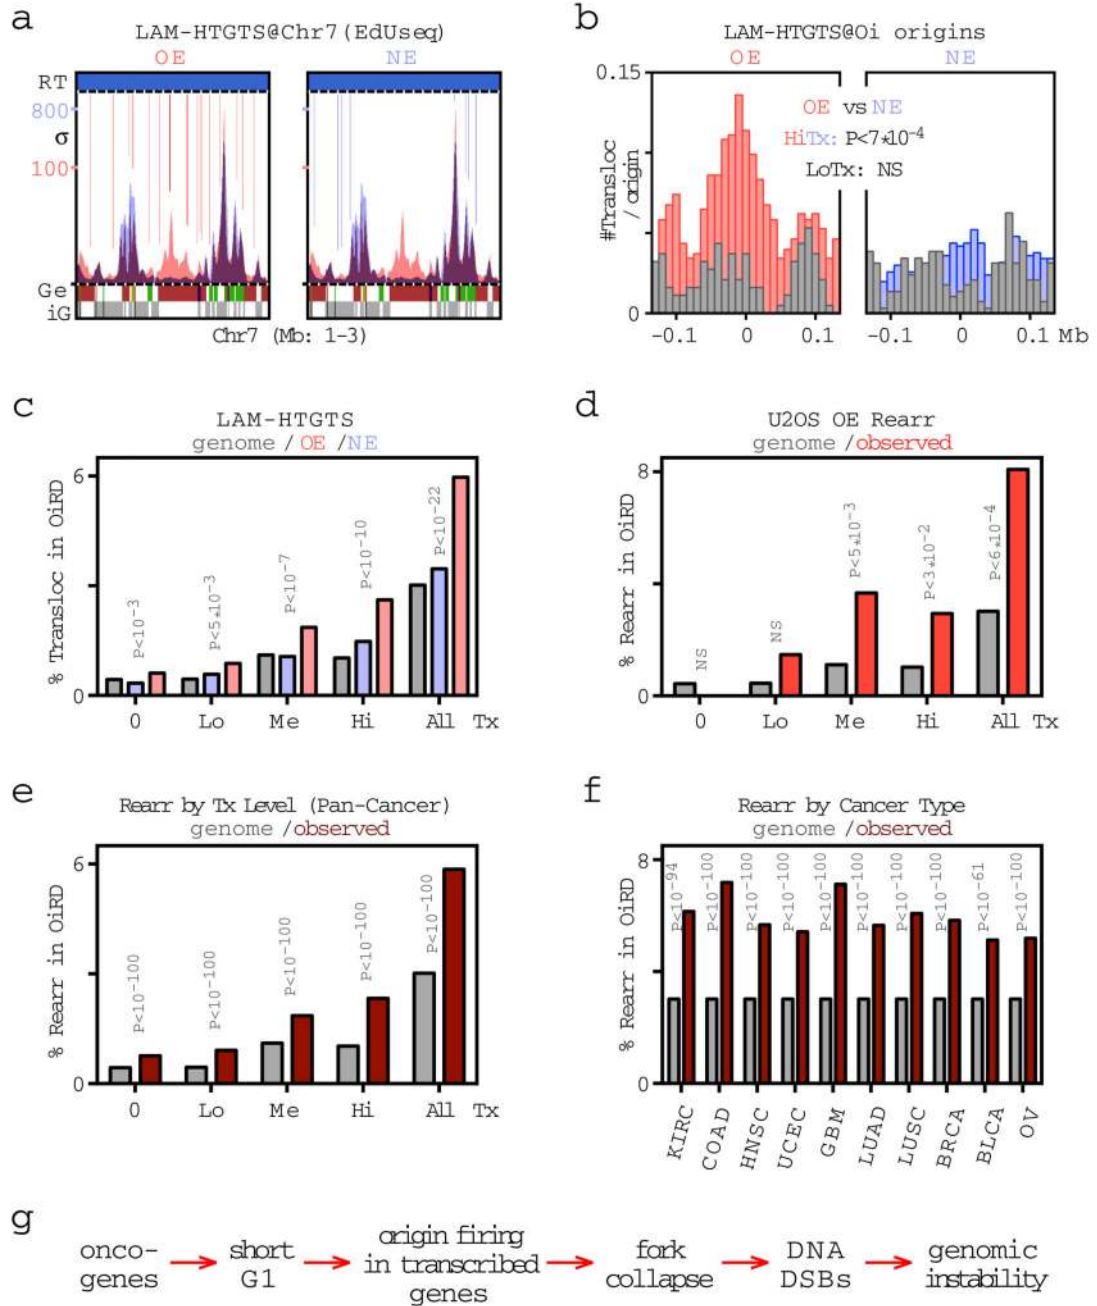 a
LAM-HTGTS@Chr7(EdUseq)
OE
NE
RT
800
σ
100
Ge
iG
Chr7 (Mb: 1-3)
b
LAM-HTGTS@Oi origins
OE
NE
0.15
#Transloc
/ origin
0
OE vs NE
HiTx: P<7*10-4
LoTx: NS
-0.1 0 0.1
-0.1 0 0.1 Mb
c
LAM-HTGTS
genome / OE /NE
% Transloc in OiRD
6
0
P<10-3
P<5*10-3
P<10-7
P<10-10
P<10-22
0 Lo Me Hi All Tx
d
U2OS OE Rearr
genome /observed
% Rearr in OiRD
8
0
NS
NS
P<5*10-3
P<3*10-2
P<6*10-4
0 Lo Me Hi All Tx
e
Rearr by Tx Level (Pan-Cancer)
genome /observed
% Rearr in OiRD
6
0
P<10-100
P<10-100
P<10-100
P<10-100
P<10-100
0 Lo Me Hi All Tx
f
Rearr by Cancer Type
genome /observed
% Rearr in OiRD
8
0
P<10-94
P<10-100
P<10-100
P<10-100
P<10-100
P<10-100
P<10-100
P<10-100
P<10-61
P<10-100
KIRC
COAD
HNSC
UCEC
GBM
LUAD
LUSC
BRCA
BLCA
OV
g
onco-
genes
short
G1
origin firing
in transcribed
genes
fork
collapse
DNA
DSBs
genomic
instability